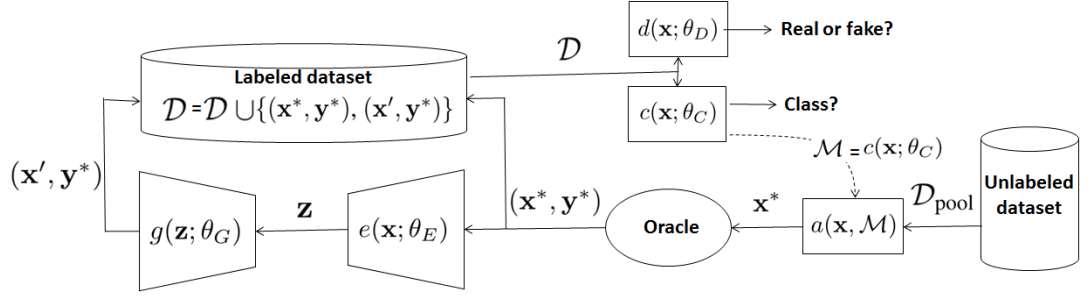 d(x; θ_D)
Real or fake?
𝒟
Labeled dataset
𝒟 = 𝒟 ∪{(x*, y*), (x′, y*)}
c(x; θ_C)
Class?
ℳ = c(x; θ_C)
(x′, y*)
g(z; θ_G)
z
e(x; θ_E)
(x*, y*)
Oracle
x*
a(x, ℳ)
𝒟_pool
Unlabeled
dataset